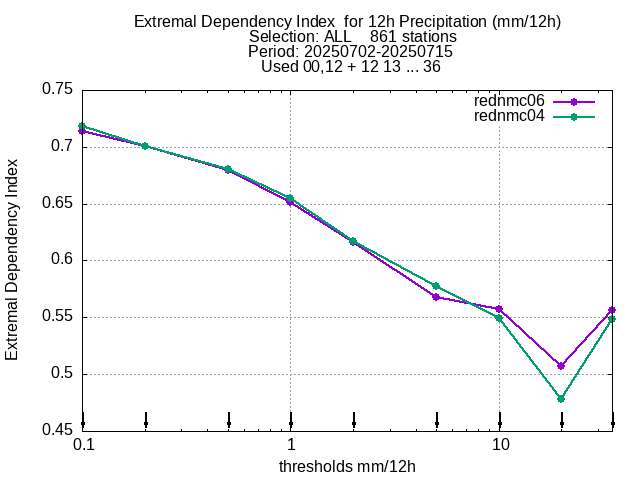 Extremal Dependency Index  for 12h Precipitation (mm/12h)
Selection: ALL    861 stations
Period: 20250702-20250715
Used 00,12 + 12 13 ... 36
rednmc06
rednmc04
0.75
0.7
0.65
0.6
0.55
0.5
0.45
Extremal Dependency Index
0.1 1 10
thresholds mm/12h